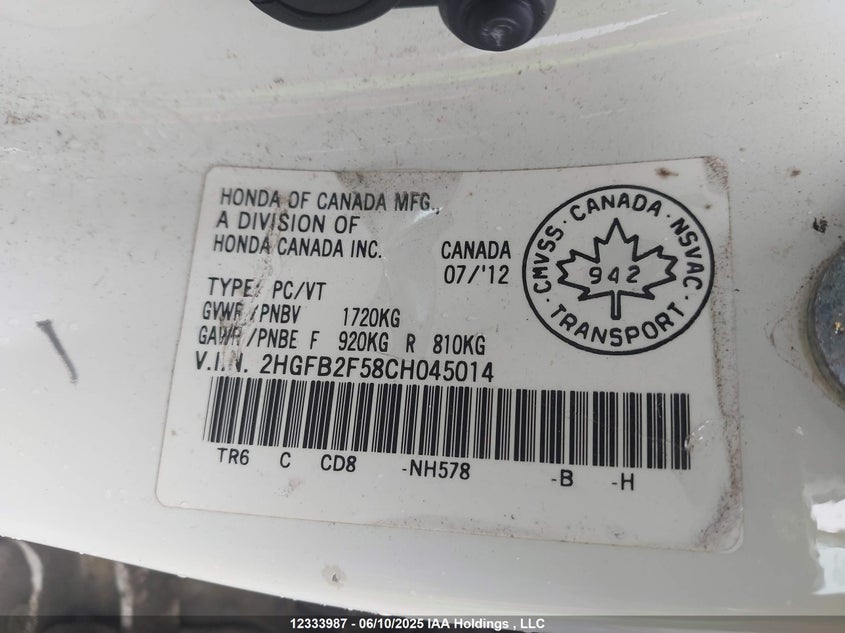 HONDA OF CANADA MFG.,
A DIVISION OF
HONDA CANADA INC.
CANADA
07/'12
TYPE: PC/VT
GVWR/PNBV 1720KG
GAWR/PNBE F 920KG R 810KG
V.I.N. 2HGFB2F58CH045014
TR6 C CD8 -NH578 -B -H
CMVSS · CANADA · NSVAC
942
· TRANSPORT ·
12333987 - 06/10/2025 IAA Holdings , LLC